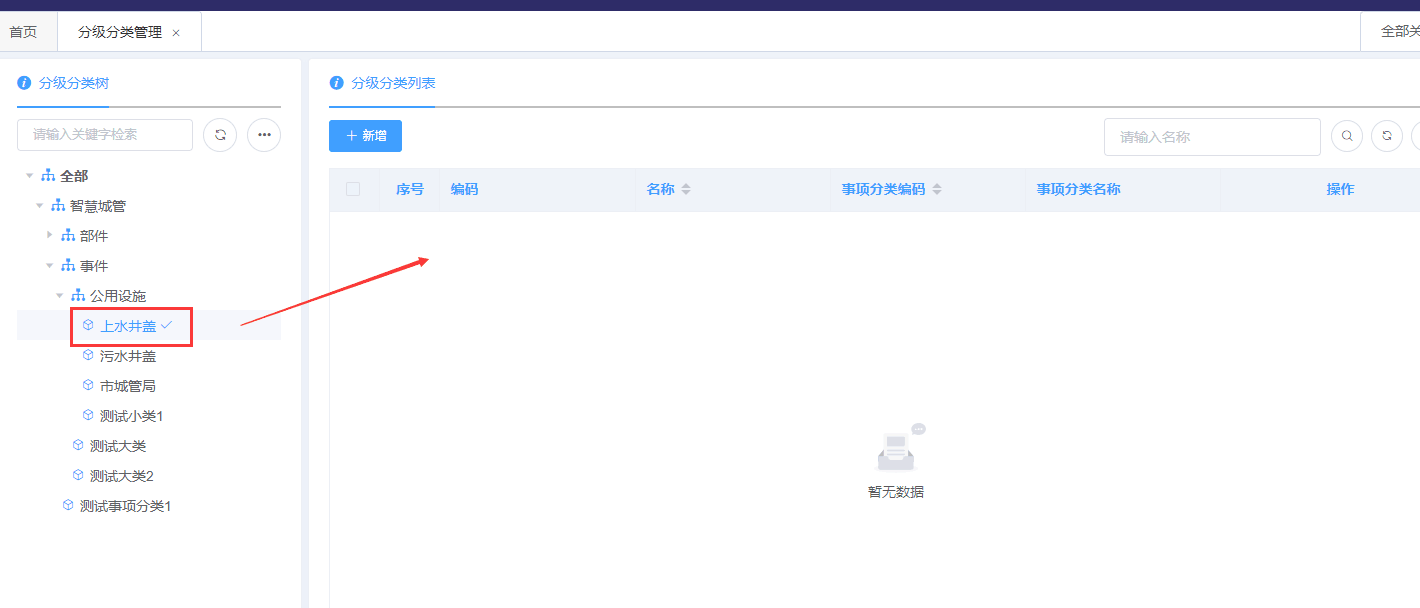 首页
分级分类管理 ×
全部关
分级分类树
分级分类列表
请输入关键字检索
+ 新增
请输入名称
序号 编码 名称 事项分类编码 事项分类名称 操作
全部
智慧城管
部件
事件
公用设施
上水井盖
污水井盖
市城管局
测试小类1
测试大类
测试大类2
测试事项分类1
暂无数据